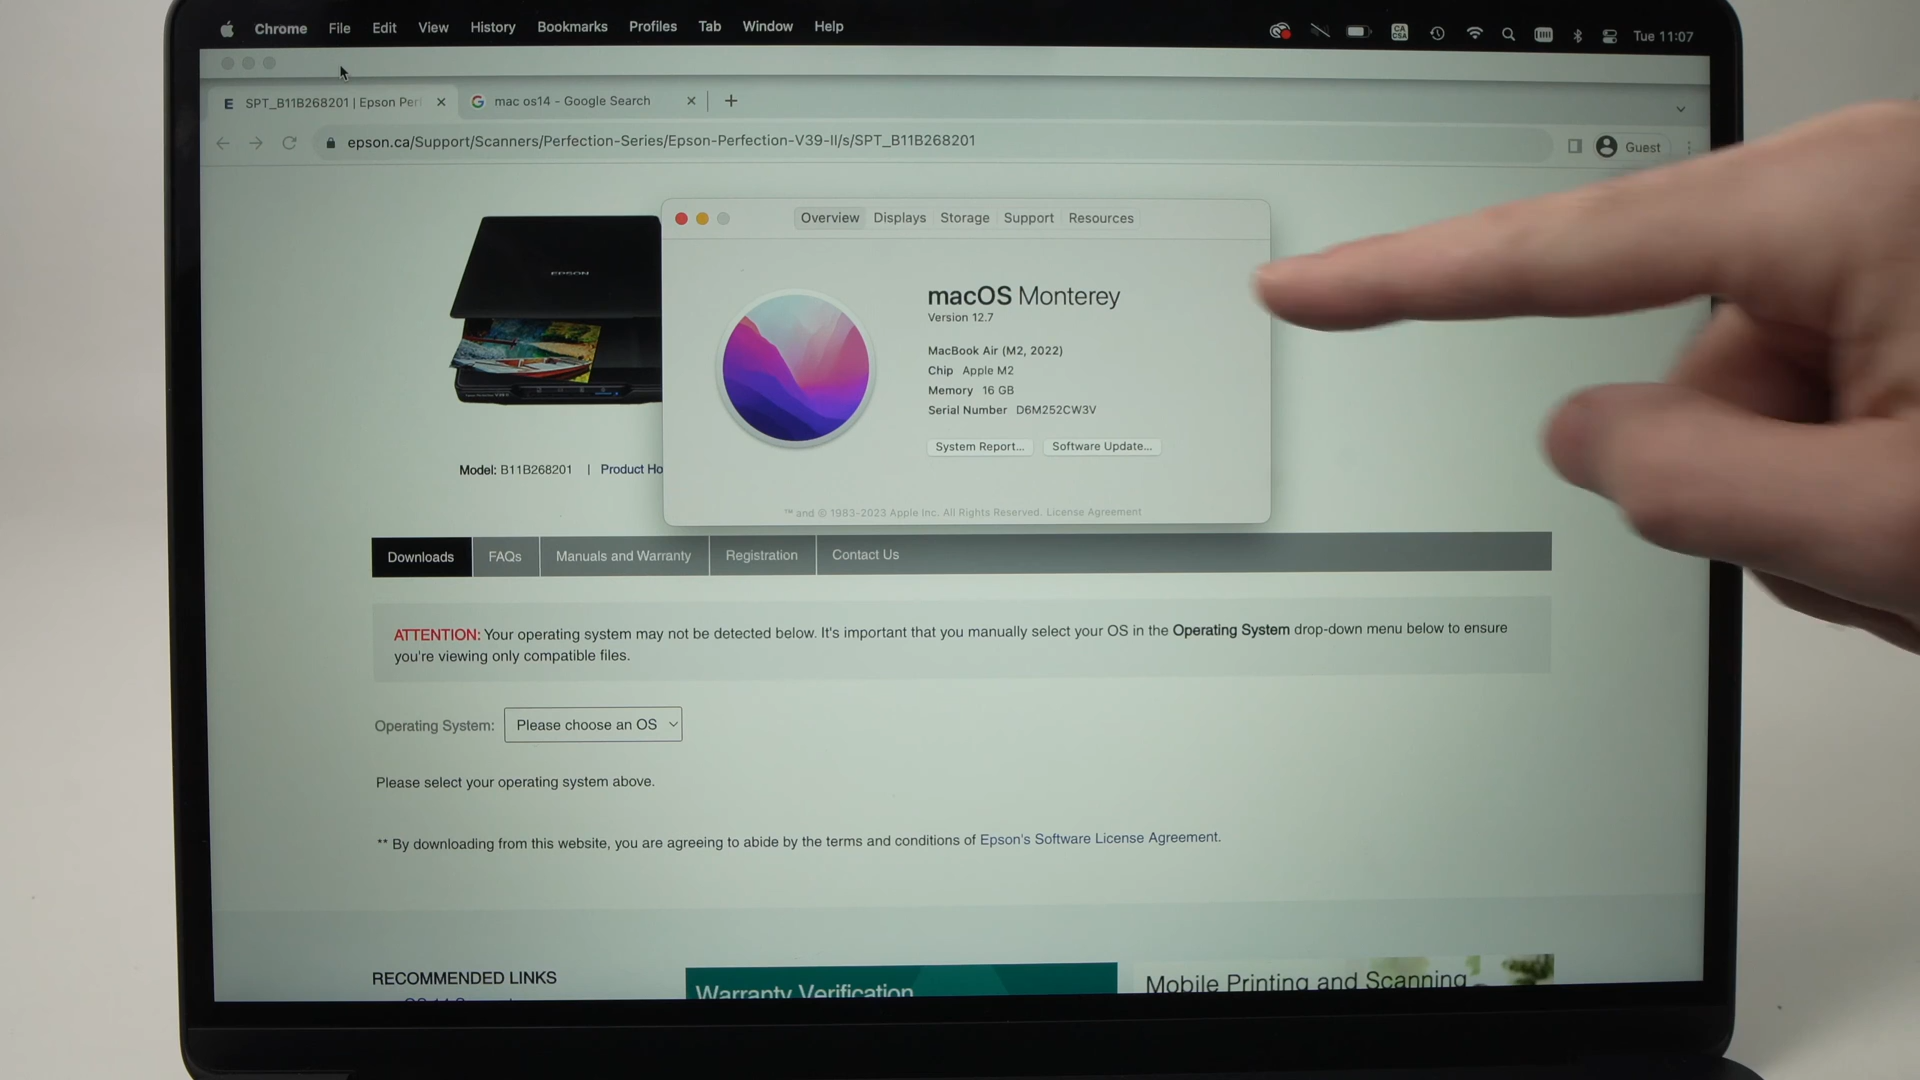 Chrome File Edit View History Bookmarks Profiles Tab Window Help
CA
CSA
Tue 11:07
E SPT_B11B268201 | Epson Per
mac os14 - Google Search
epson.ca/Support/Scanners/Perfection-Series/Epson-Perfection-V39-II/s/SPT_B11B268201
Guest
Overview Displays Storage Support Resources
EPSON
macOS Monterey
Version 12.7
MacBook Air (M2, 2022)
Chip Apple M2
Memory 16 GB
Serial Number D6M252CW3V
System Report... Software Update...
™ and © 1983-2023 Apple Inc. All Rights Reserved. License Agreement
Model: B11B268201 | Product Ho
Downloads FAQs Manuals and Warranty Registration Contact Us
ATTENTION: Your operating system may not be detected below. It's important that you manually select your OS in the Operating System drop-down menu below to ensure
you're viewing only compatible files.
Operating System: Please choose an OS
Please select your operating system above.
** By downloading from this website, you are agreeing to abide by the terms and conditions of Epson's Software License Agreement.
RECOMMENDED LINKS
Warranty Verification
Mobile Printing and Scanning